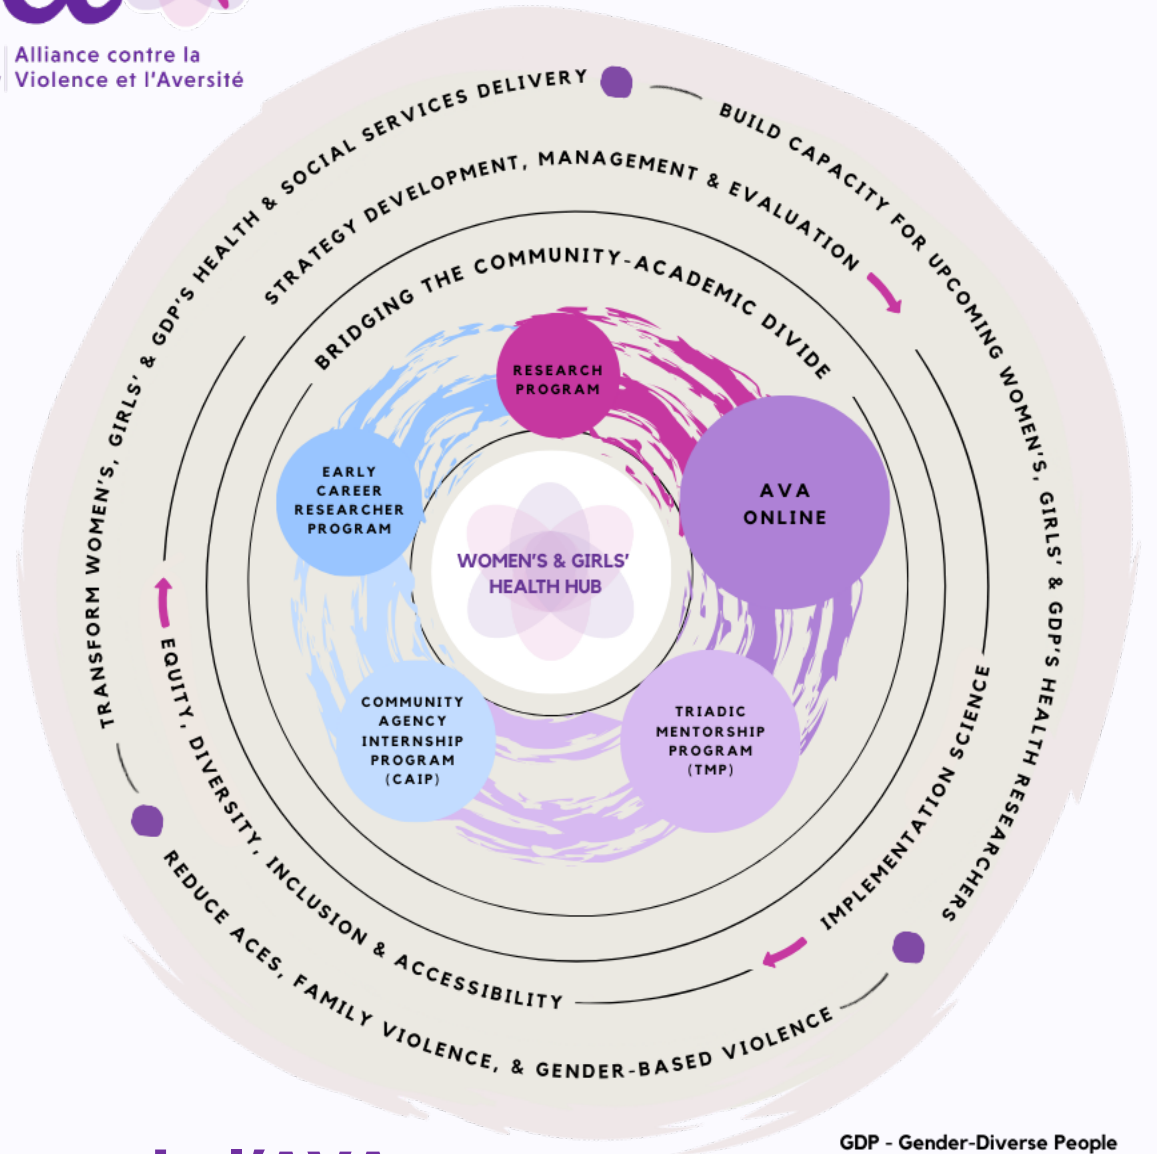 Alliance contre la
Violence et l'Aversité
TRANSFORM WOMEN'S, GIRLS' & GDP'S HEALTH & SOCIAL SERVICES DELIVERY
BUILD CAPACITY FOR UPCOMING WOMEN'S, GIRLS' & GDP'S HEALTH RESEARCHERS
REDUCE ACES, FAMILY VIOLENCE, & GENDER-BASED VIOLENCE
STRATEGY DEVELOPMENT, MANAGEMENT & EVALUATION
IMPLEMENTATION SCIENCE
EQUITY, DIVERSITY, INCLUSION & ACCESSIBILITY
BRIDGING THE COMMUNITY-ACADEMIC DIVIDE
RESEARCH
PROGRAM
AVA
ONLINE
TRIADIC
MENTORSHIP
PROGRAM
(TMP)
COMMUNITY
AGENCY
INTERNSHIP
PROGRAM
(CAIP)
EARLY
CAREER
RESEARCHER
PROGRAM
WOMEN'S & GIRLS'
HEALTH HUB
GDP - Gender-Diverse People